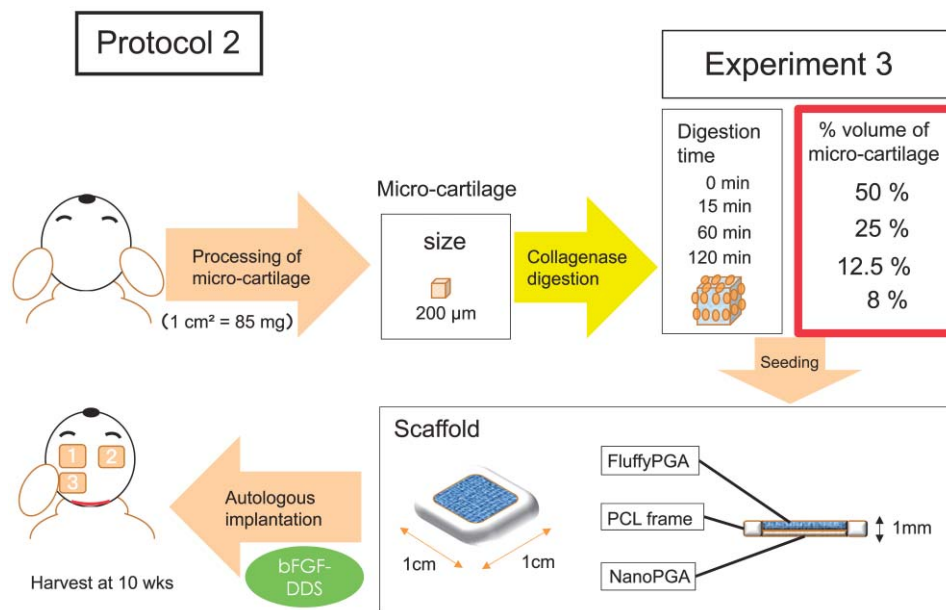 Protocol 2
Experiment 3
Processing of
micro-cartilage
(1 cm² = 85 mg)
Micro-cartilage
size
200 μm
Collagenase
digestion
Digestion
time
0 min
15 min
60 min
120 min
% volume of
micro-cartilage
50 %
25 %
12.5 %
8 %
Seeding
Scaffold
1cm
1cm
FluffyPGA
PCL frame
NanoPGA
1mm
Autologous
implantation
bFGF-
DDS
1
2
3
Harvest at 10 wks